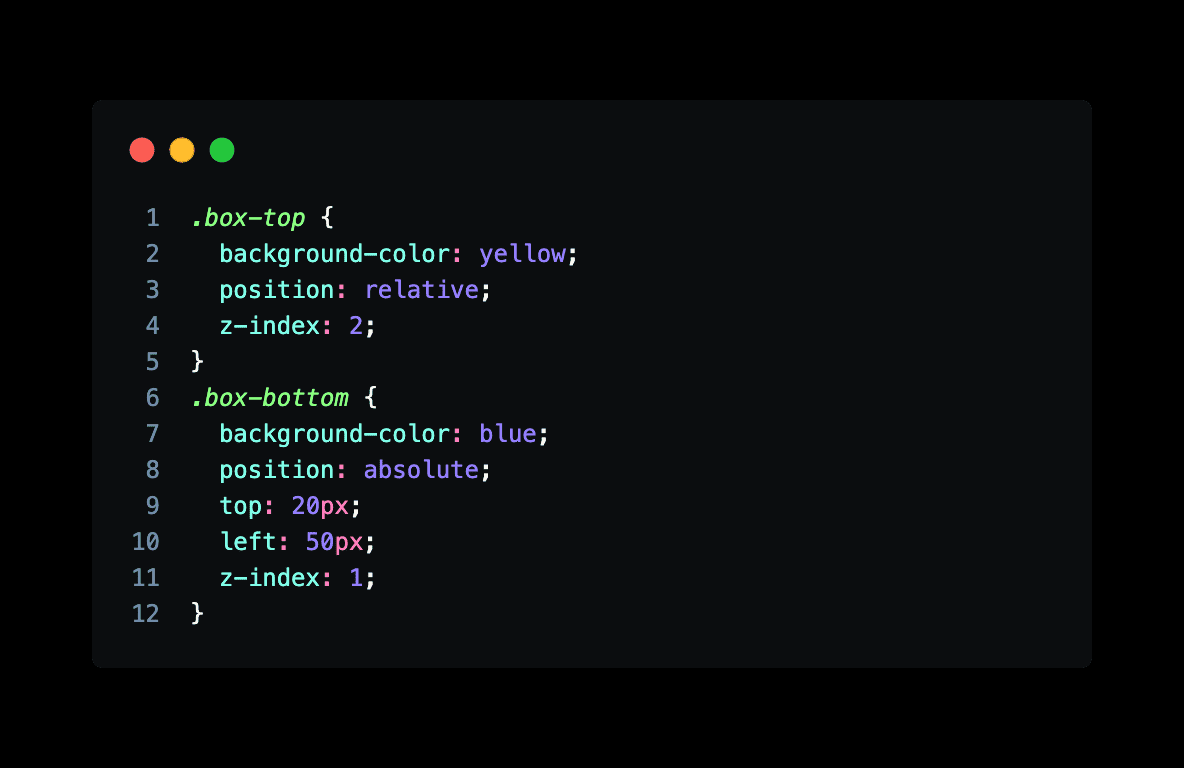 1 .box-top {
2   background-color: yellow;
3   position: relative;
4   z-index: 2;
5 }
6 .box-bottom {
7   background-color: blue;
8   position: absolute;
9   top: 20px;
10   left: 50px;
11   z-index: 1;
12 }